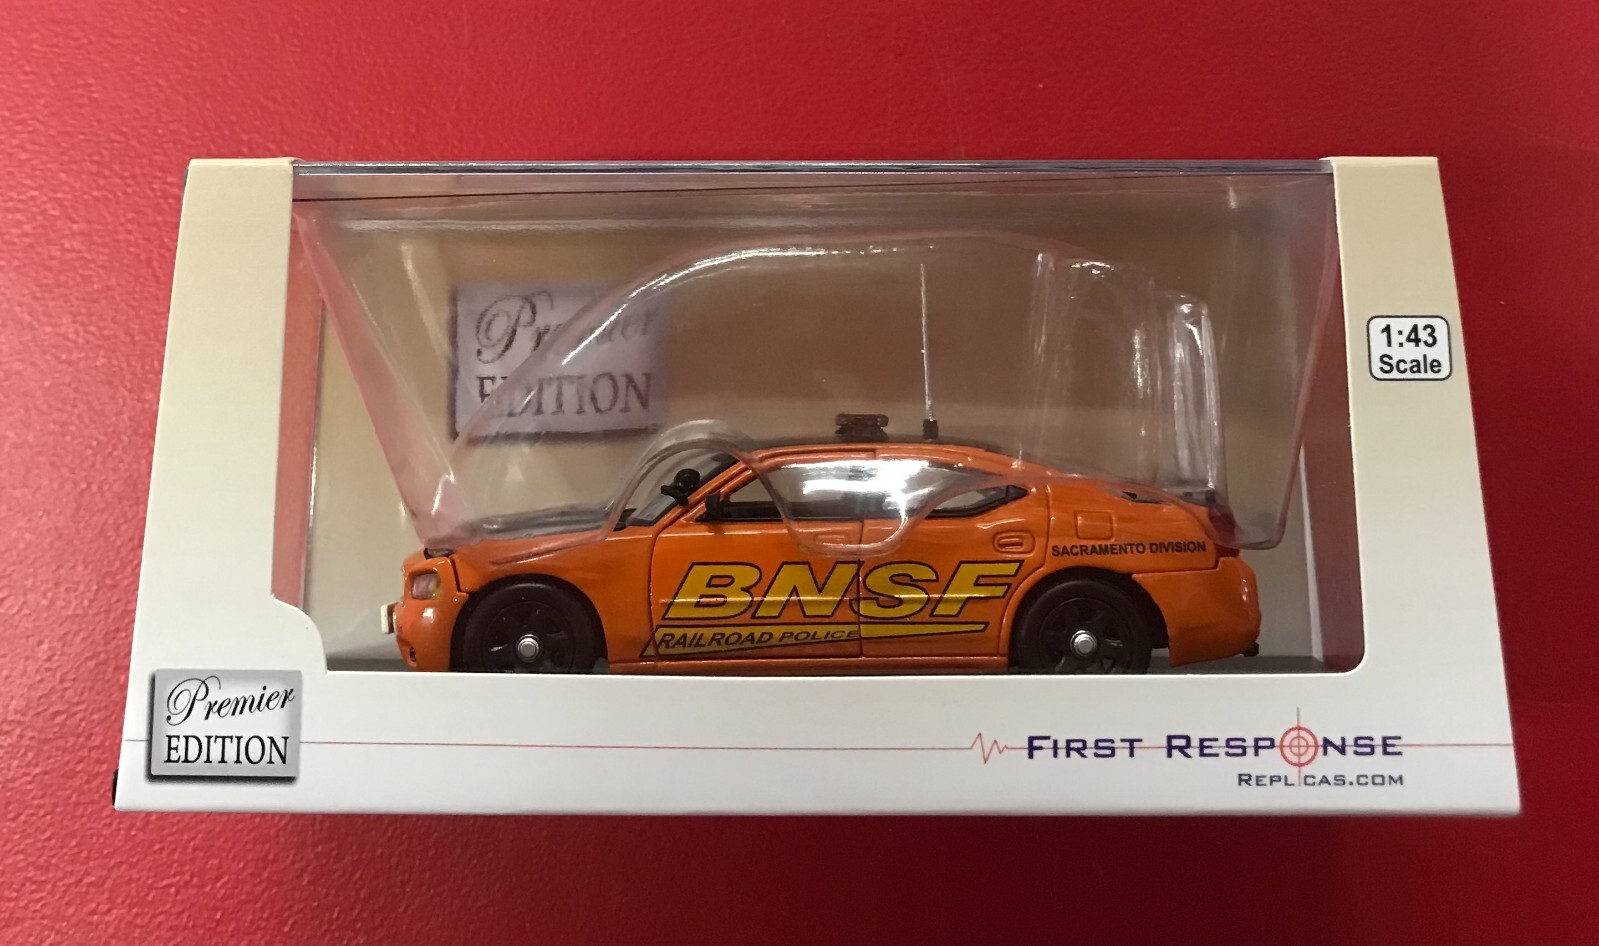 Premier
EDITION
1:43
Scale
SACRAMENTO DIVISION
BNSF
RAILROAD POLICE
Premier
EDITION
FIRST RESPONSE
REPLICAS.COM